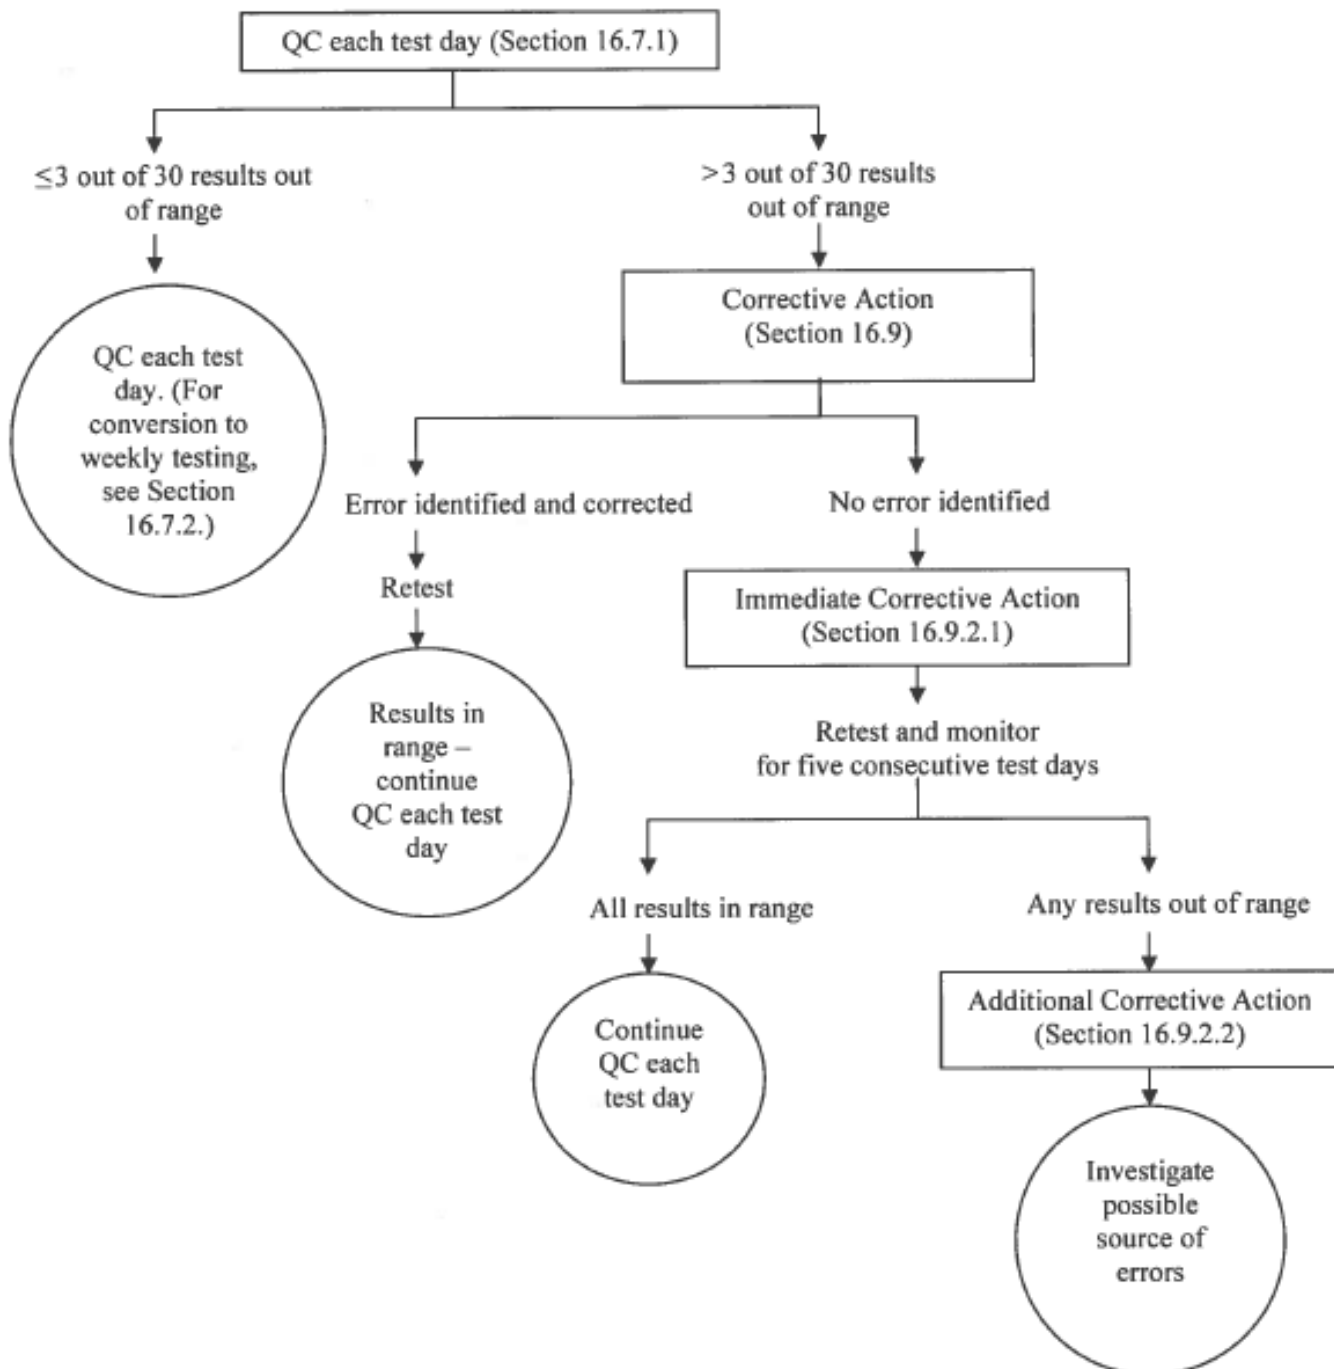 QC each test day (Section 16.7.1)
≤3 out of 30 results out
of range
>3 out of 30 results
out of range
QC each test
day. (For
conversion to
weekly testing,
see Section
16.7.2.)
Corrective Action
(Section 16.9)
Error identified and corrected
No error identified
Retest
Immediate Corrective Action
(Section 16.9.2.1)
Results in
range –
continue
QC each test
day
Retest and monitor
for five consecutive test days
All results in range
Any results out of range
Continue
QC each
test day
Additional Corrective Action
(Section 16.9.2.2)
Investigate
possible
source of
errors